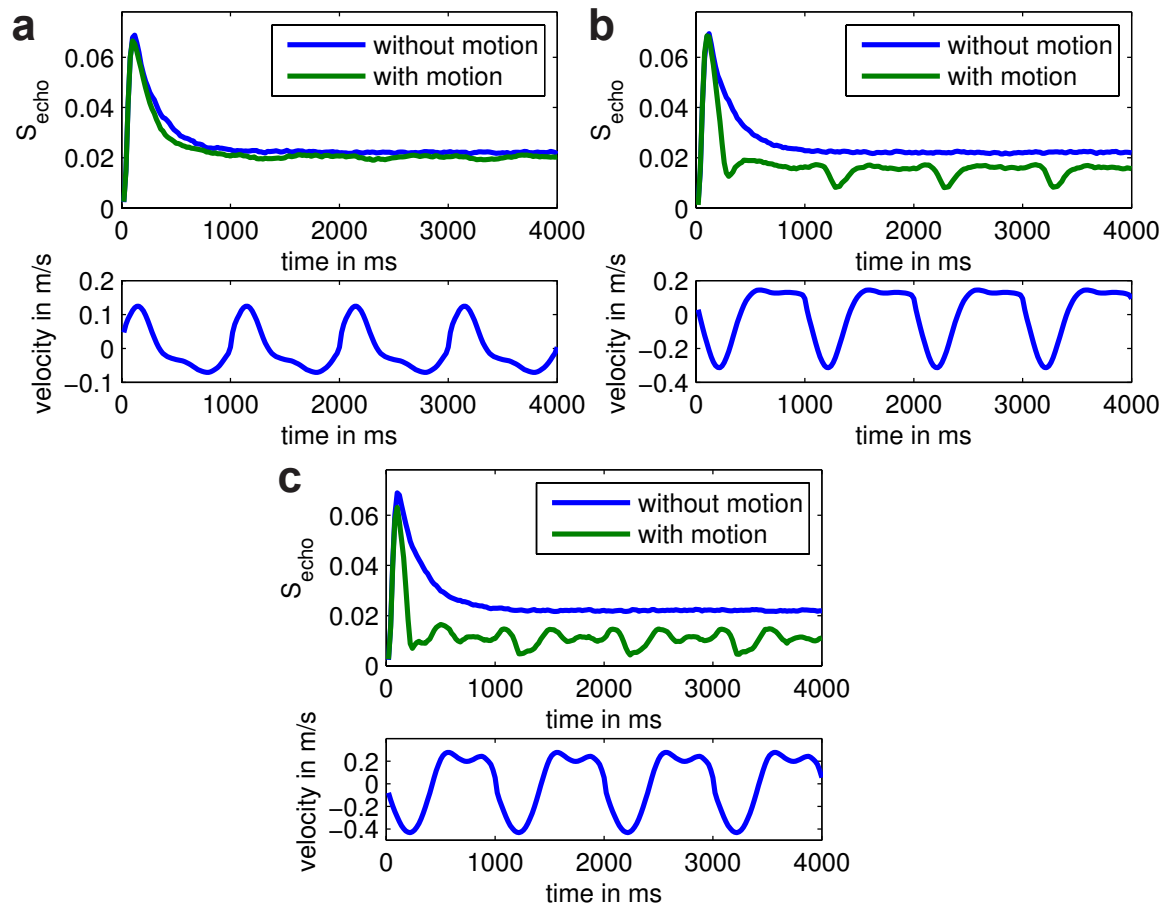 a
S_echo
0.06
0.04
0.02
0
without motion
with motion
0 1000 2000 3000 4000
time in ms
velocity in m/s
0.2
0.1
0
−0.1
0 1000 2000 3000 4000
time in ms
b
S_echo
0.06
0.04
0.02
0
without motion
with motion
0 1000 2000 3000 4000
time in ms
velocity in m/s
0.2
0
−0.2
−0.4
0 1000 2000 3000 4000
time in ms
c
S_echo
0.06
0.04
0.02
0
without motion
with motion
0 1000 2000 3000 4000
time in ms
velocity in m/s
0.2
0
−0.2
−0.4
0 1000 2000 3000 4000
time in ms